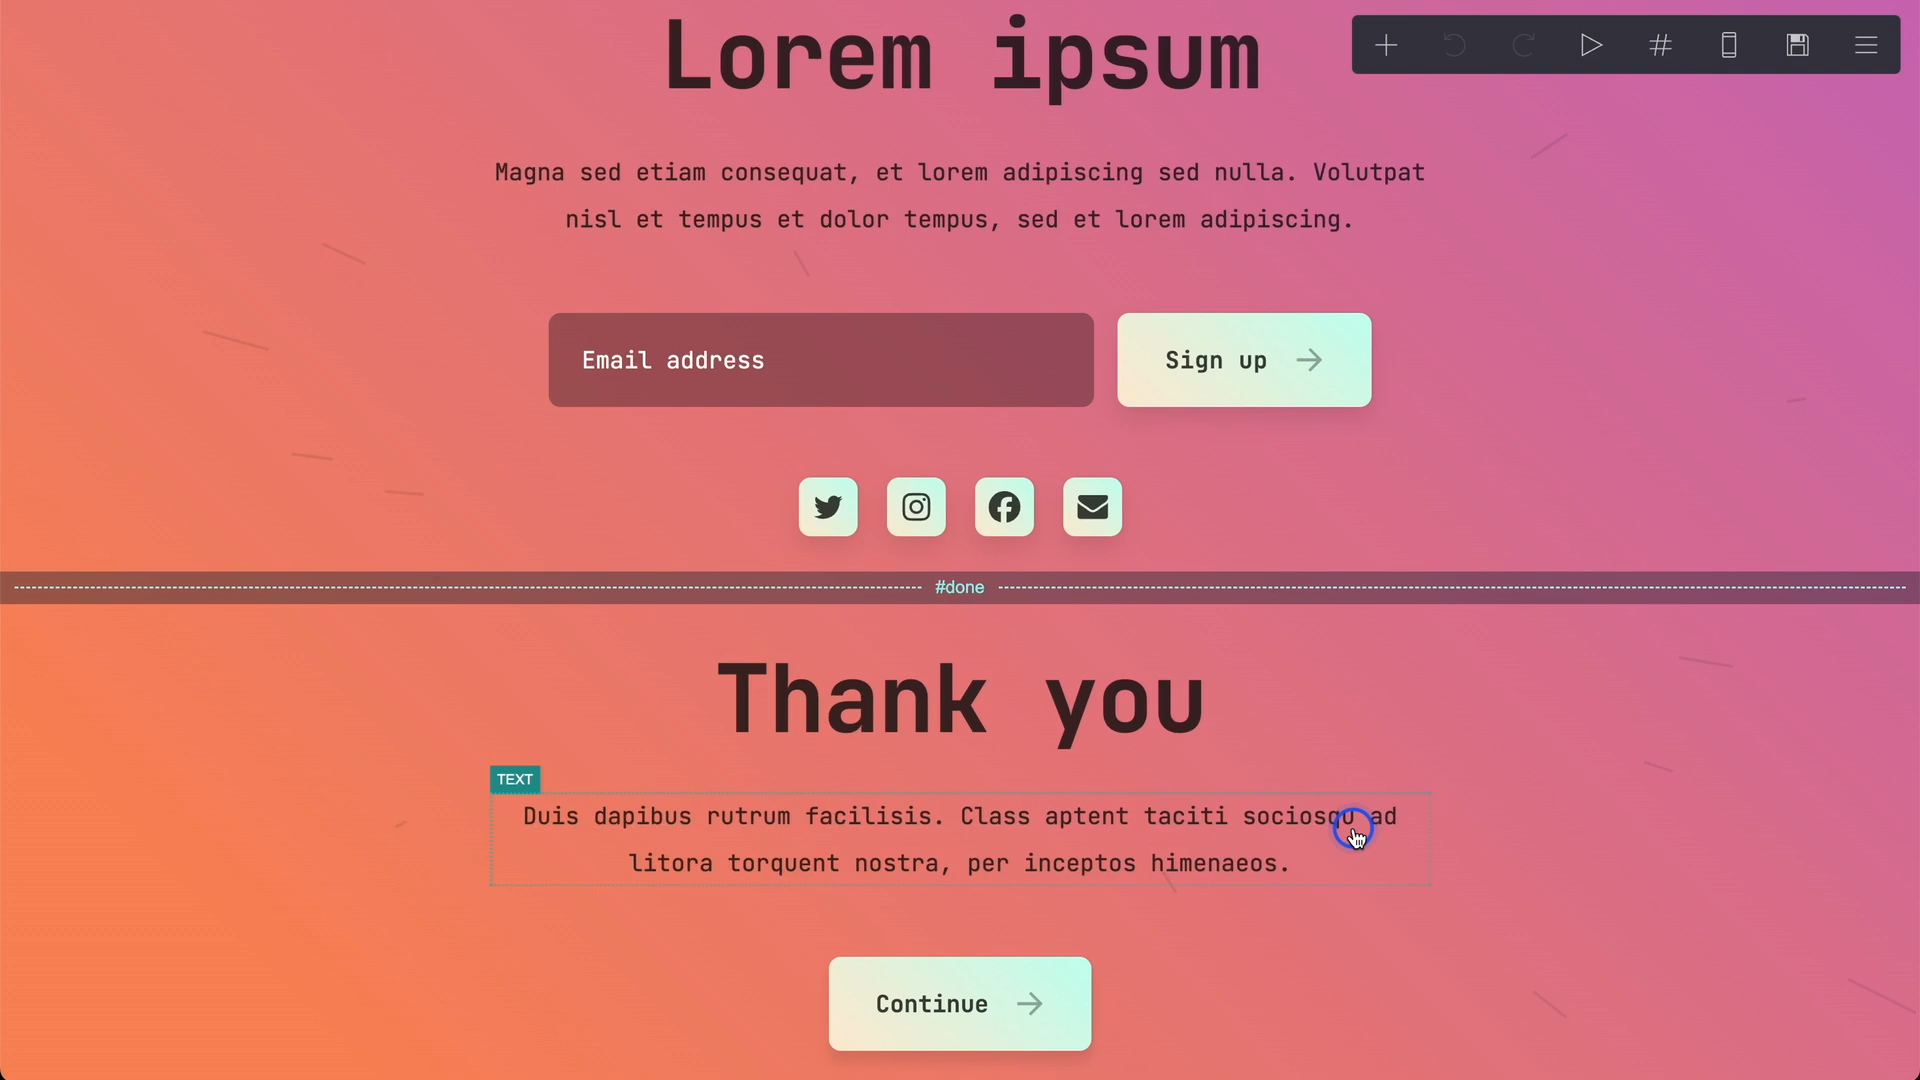 Lorem ipsum
Magna sed etiam consequat, et lorem adipiscing sed nulla. Volutpat
nisl et tempus et dolor tempus, sed et lorem adipiscing.
Email address
Sign up
#done
Thank you
TEXT
Duis dapibus rutrum facilisis. Class aptent taciti sociosqu ad
litora torquent nostra, per inceptos himenaeos.
Continue